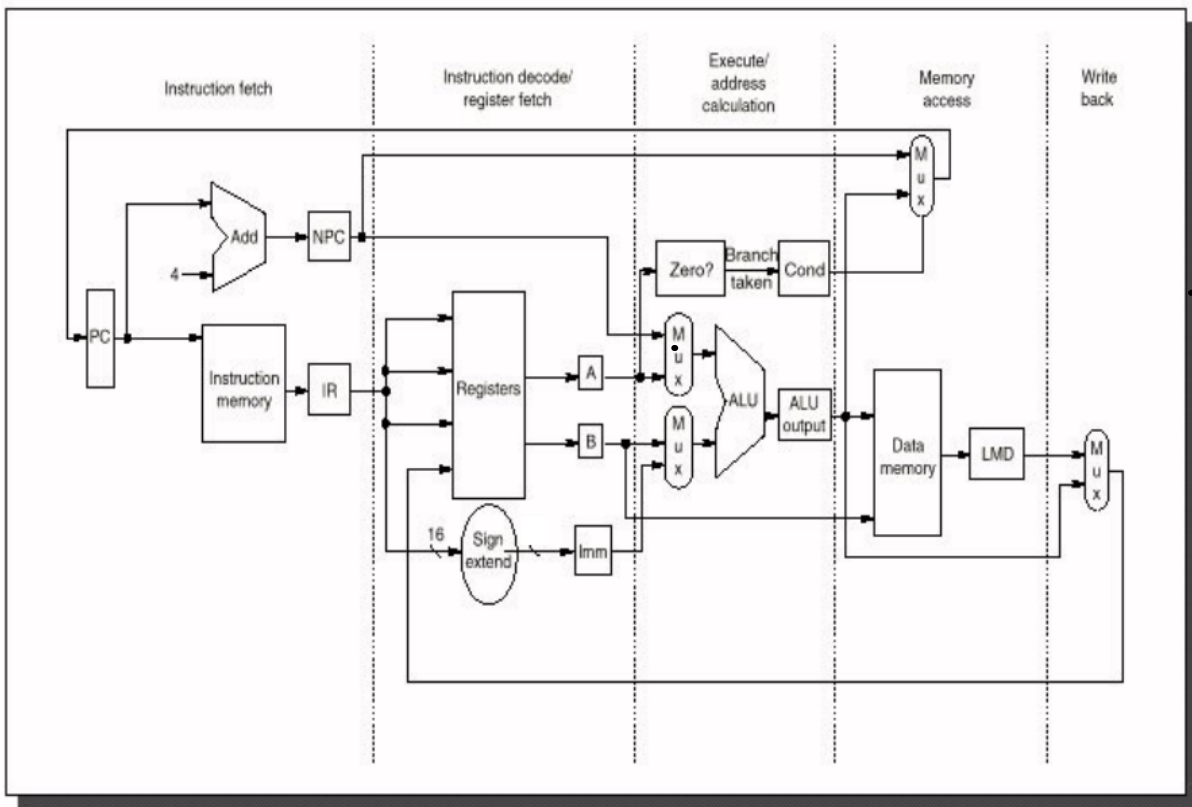 Instruction fetch
Instruction decode/
register fetch
Execute/
address
calculation
Memory
access
Write
back
M
u
x
Add
NPC
4
Zero?
Branch
taken
Cond
PC
Instruction
memory
IR
Registers
A
B
M
u
x
M
u
x
ALU
ALU
output
Data
memory
LMD
M
u
x
16
Sign
extend
Imm